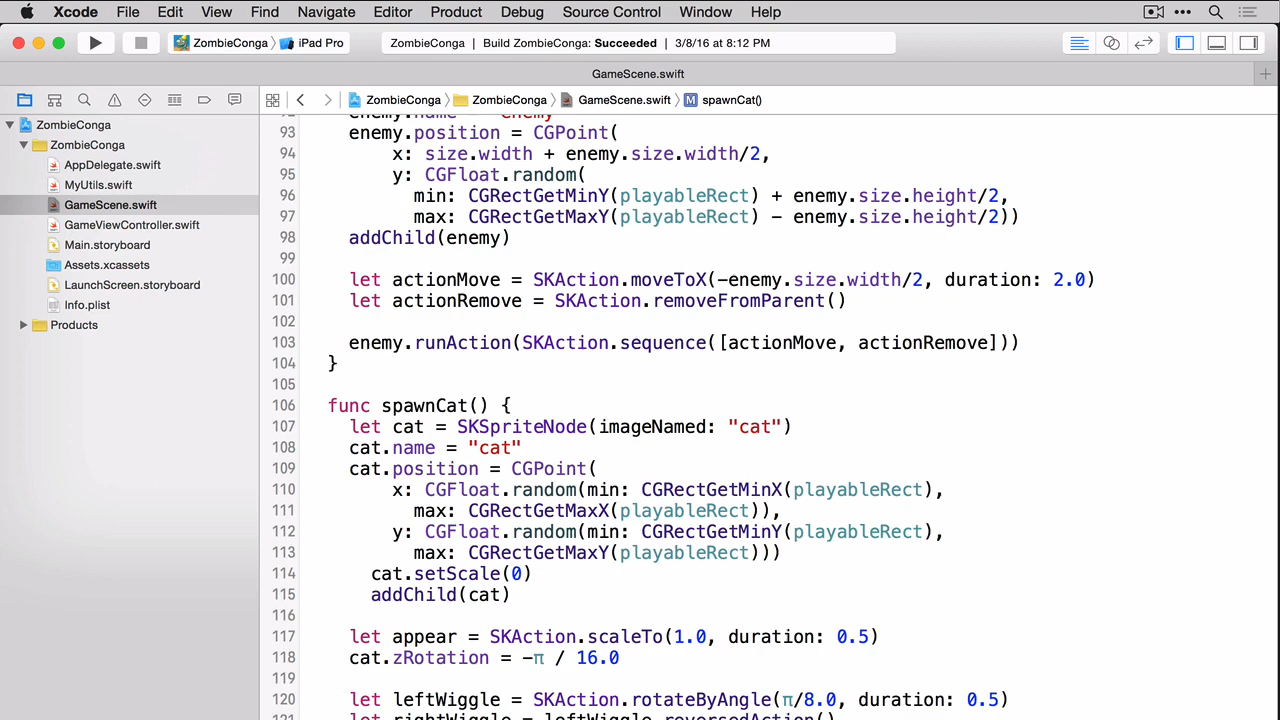 Xcode File Edit View Find Navigate Editor Product Debug Source Control Window Help
ZombieConga iPad Pro ZombieConga | Build ZombieConga: Succeeded | 3/8/16 at 8:12 PM
GameScene.swift
ZombieConga ZombieConga GameScene.swift M spawnCat()
ZombieConga
ZombieConga
AppDelegate.swift
MyUtils.swift
GameScene.swift
GameViewController.swift
Main.storyboard
Assets.xcassets
LaunchScreen.storyboard
Info.plist
Products
92 enemy.name = "enemy"
93 enemy.position = CGPoint(
94 x: size.width + enemy.size.width/2,
95 y: CGFloat.random(
96 min: CGRectGetMinY(playableRect) + enemy.size.height/2,
97 max: CGRectGetMaxY(playableRect) - enemy.size.height/2))
98 addChild(enemy)
99
100 let actionMove = SKAction.moveToX(-enemy.size.width/2, duration: 2.0)
101 let actionRemove = SKAction.removeFromParent()
102
103 enemy.runAction(SKAction.sequence([actionMove, actionRemove]))
104 }
105
106 func spawnCat() {
107 let cat = SKSpriteNode(imageNamed: "cat")
108 cat.name = "cat"
109 cat.position = CGPoint(
110 x: CGFloat.random(min: CGRectGetMinX(playableRect),
111 max: CGRectGetMaxX(playableRect)),
112 y: CGFloat.random(min: CGRectGetMinY(playableRect),
113 max: CGRectGetMaxY(playableRect)))
114 cat.setScale(0)
115 addChild(cat)
116
117 let appear = SKAction.scaleTo(1.0, duration: 0.5)
118 cat.zRotation = -π / 16.0
119
120 let leftWiggle = SKAction.rotateByAngle(π/8.0, duration: 0.5)
121 let rightWiggle = leftWiggle.reversedAction()